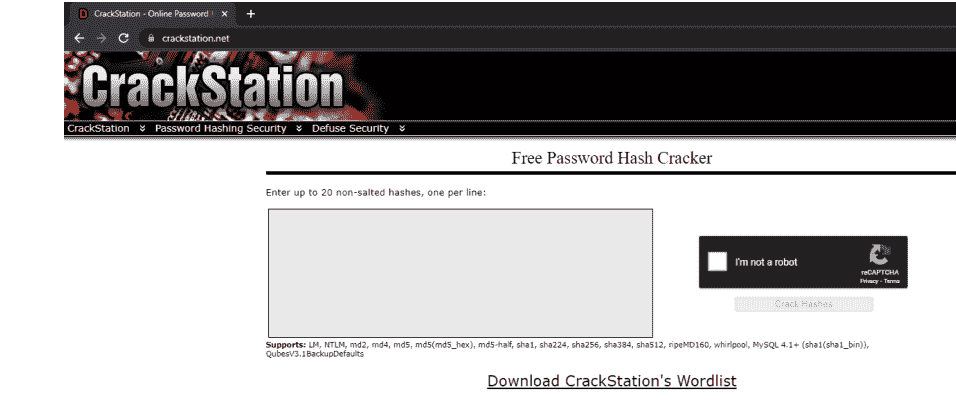 CrackStation - Online Password
crackstation.net
CrackStation
CrackStation Password Hashing Security Defuse Security
Free Password Hash Cracker
Enter up to 20 non-salted hashes, one per line:
I'm not a robot
reCAPTCHA
Privacy - Terms
Crack Hashes
Supports: LM, NTLM, md2, md4, md5, md5(md5_hex), md5-half, sha1, sha224, sha256, sha384, sha512, ripeMD160, whirlpool, MySQL 4.1+ (sha1(sha1_bin)),
QubesV3.1BackupDefaults
Download CrackStation's Wordlist